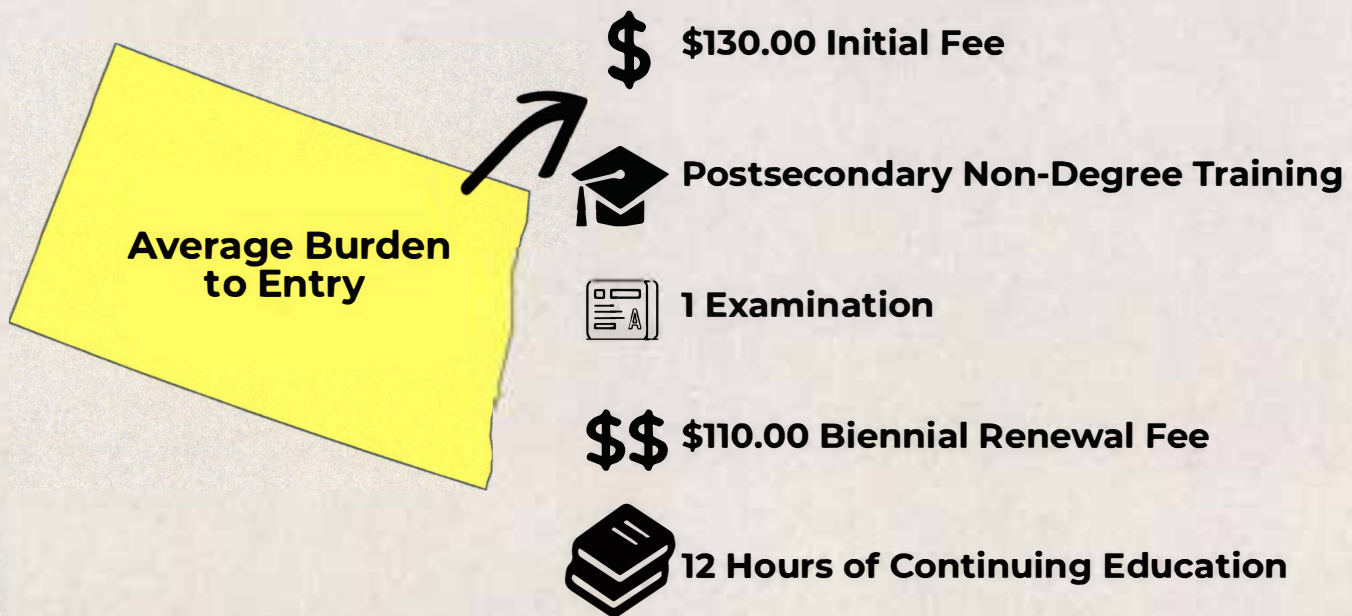 $130.00 Initial Fee
Postsecondary Non-Degree Training
Average Burden
to Entry
1 Examination
$110.00 Biennial Renewal Fee
12 Hours of Continuing Education